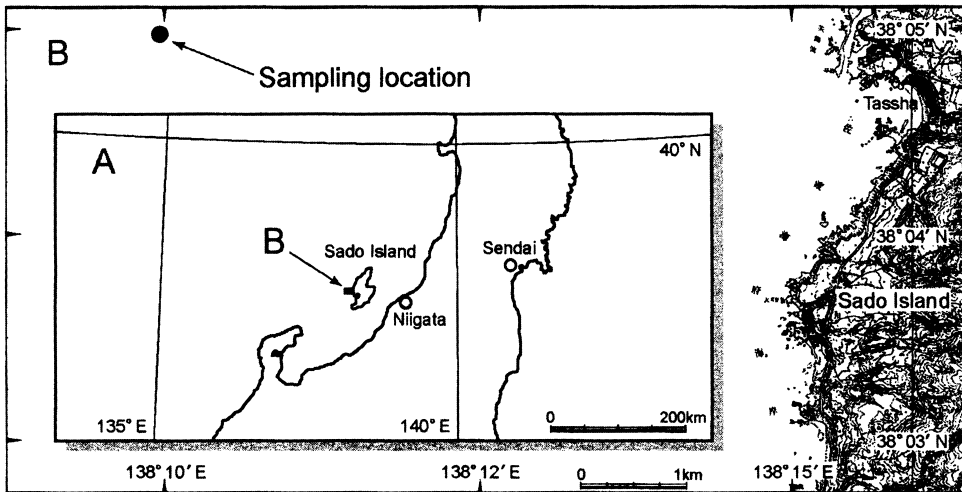 B
Sampling location
38°05′N
Tassha
A
40°N
B
Sado Island
Sendai
38°04′N
Niigata
Sado Island
135°E
140°E
0 200km
38°03′N
138°10′E
138°12′E
0 1km
138°15′E